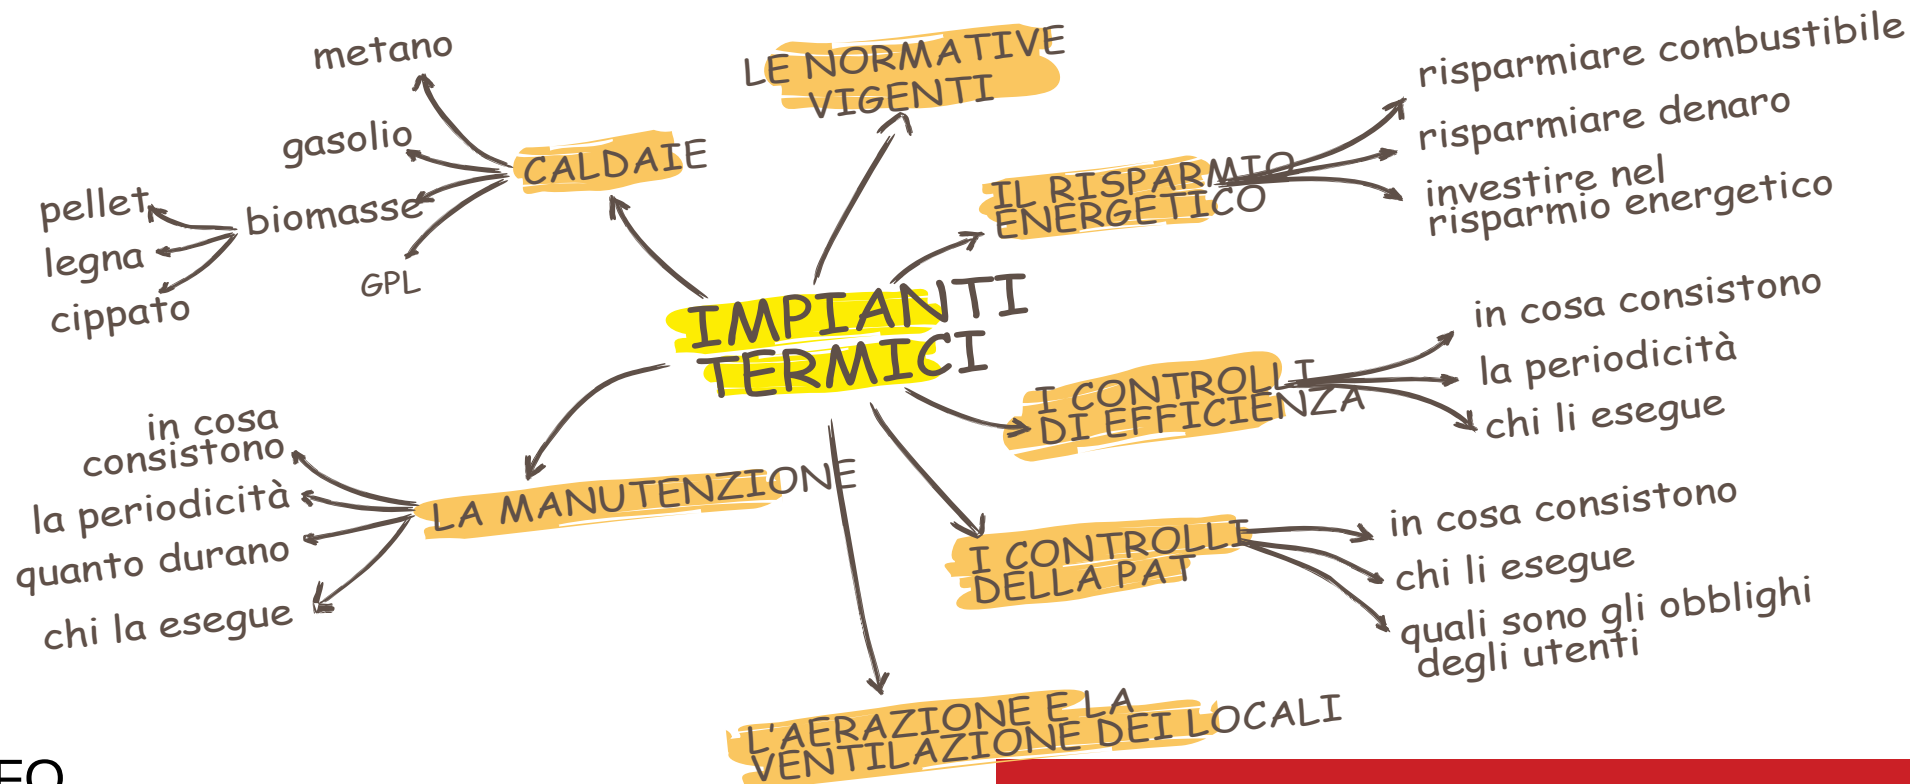 metano
gasolio
CALDAIE
biomasse
pellet
legna
cippato
GPL
LE NORMATIVE
VIGENTI
IL RISPARMIO
ENERGETICO
risparmiare combustibile
risparmiare denaro
investire nel
risparmio energetico
IMPIANTI
TERMICI
I CONTROLLI
DI EFFICIENZA
in cosa consistono
la periodicità
chi li esegue
LA MANUTENZIONE
in cosa
consistono
la periodicità
quanto durano
chi la esegue
I CONTROLLI
DELLA PAT
in cosa consistono
chi li esegue
quali sono gli obblighi
degli utenti
L'AERAZIONE E LA
VENTILAZIONE DEI LOCALI